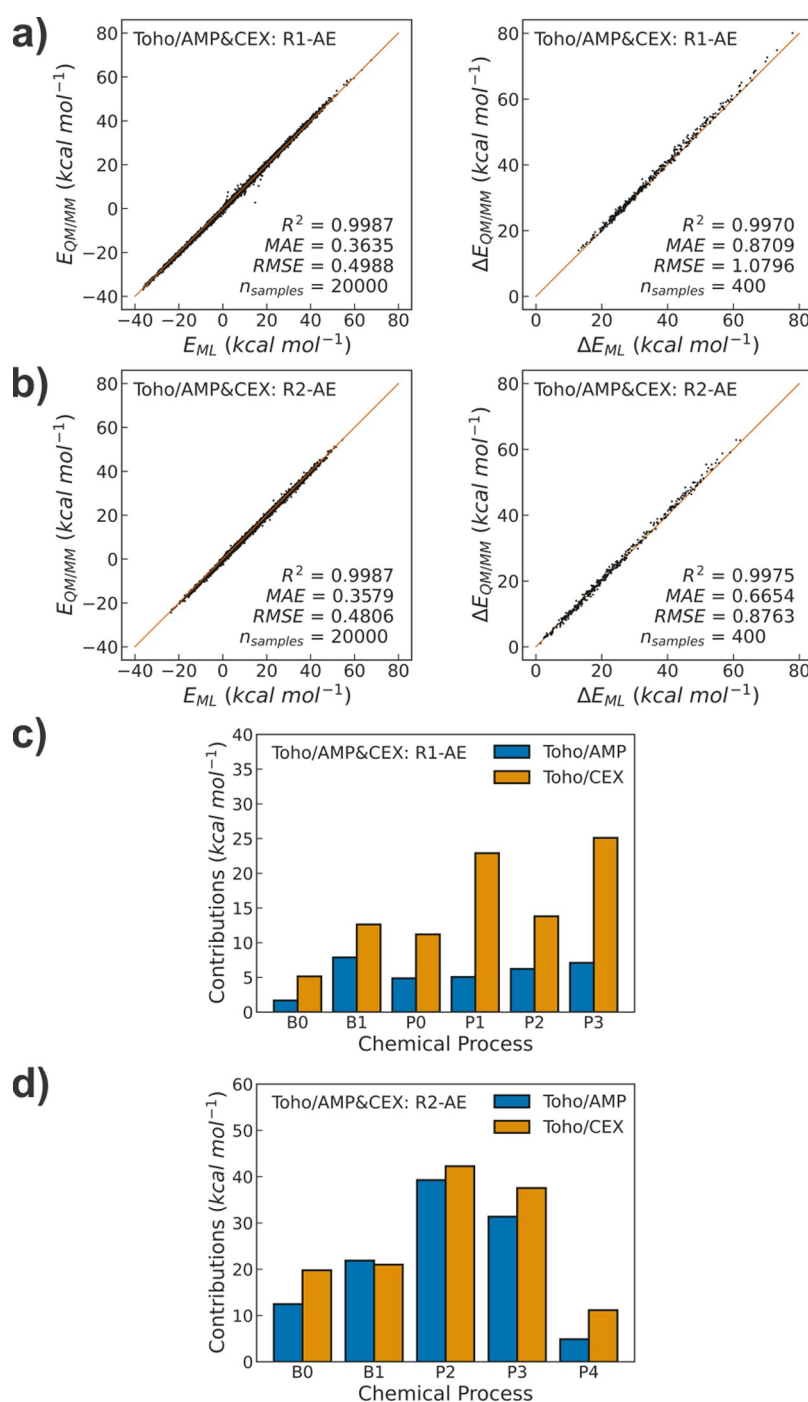 a)
Toho/AMP&CEX: R1-AE
E_QM/MM (kcal mol⁻¹)
80
60
40
20
0
−20
−40
R² = 0.9987
MAE = 0.3635
RMSE = 0.4988
n_samples = 20000
−40 −20 0 20 40 60 80
E_ML (kcal mol⁻¹)
Toho/AMP&CEX: R1-AE
ΔE_QM/MM (kcal mol⁻¹)
80
60
40
20
0
R² = 0.9970
MAE = 0.8709
RMSE = 1.0796
n_samples = 400
0 20 40 60 80
ΔE_ML (kcal mol⁻¹)
b)
Toho/AMP&CEX: R2-AE
E_QM/MM (kcal mol⁻¹)
80
60
40
20
0
−20
−40
R² = 0.9987
MAE = 0.3579
RMSE = 0.4806
n_samples = 20000
−40 −20 0 20 40 60 80
E_ML (kcal mol⁻¹)
Toho/AMP&CEX: R2-AE
ΔE_QM/MM (kcal mol⁻¹)
80
60
40
20
0
R² = 0.9975
MAE = 0.6654
RMSE = 0.8763
n_samples = 400
0 20 40 60 80
ΔE_ML (kcal mol⁻¹)
c)
Toho/AMP&CEX: R1-AE
Toho/AMP
Toho/CEX
Contributions (kcal mol⁻¹)
40
35
30
25
20
15
10
5
0
B0 B1 P0 P1 P2 P3
Chemical Process
d)
Toho/AMP&CEX: R2-AE
Toho/AMP
Toho/CEX
Contributions (kcal mol⁻¹)
60
50
40
30
20
10
0
B0 B1 P2 P3 P4
Chemical Process